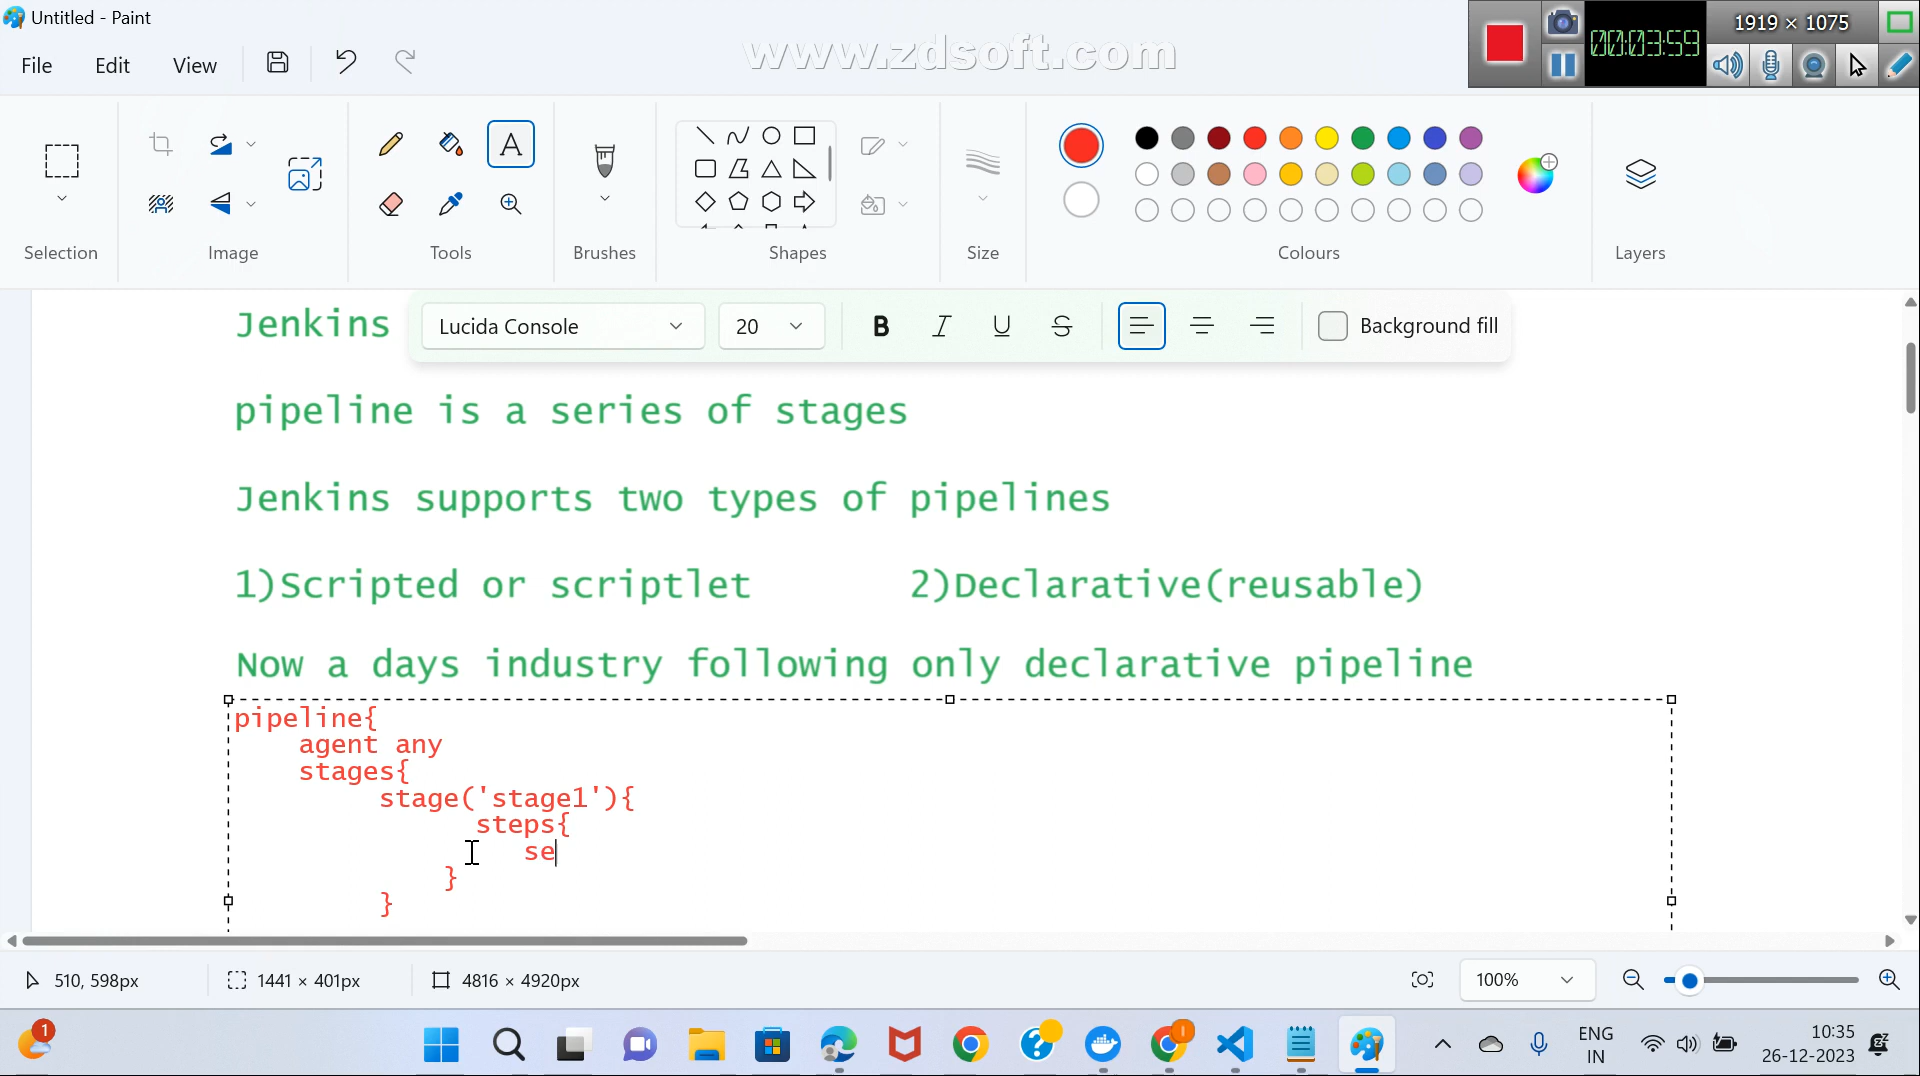 Untitled - Paint
www.zdsoft.com
1919 × 1075
00:03:59
File Edit View
Selection Image Tools Brushes Shapes Size Colours Layers
Lucida Console 20 B I U S Background fill
Jenkins
pipeline is a series of stages
Jenkins supports two types of pipelines
1)Scripted or scriptlet 2)Declarative(reusable)
Now a days industry following only declarative pipeline
pipeline{
agent any
stages{
stage('stage1'){
steps{
se
}
}
510, 598px 1441 × 401px 4816 × 4920px 100%
1
ENG
IN
10:35
26-12-2023